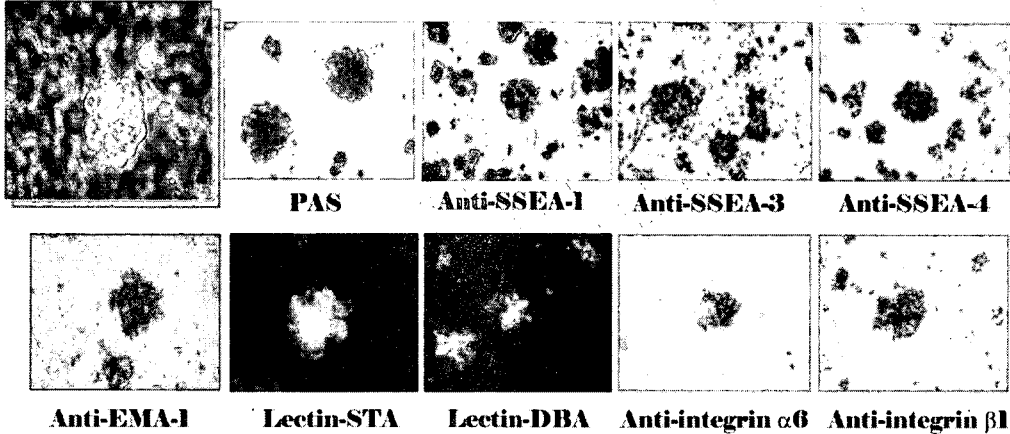 PAS Anti-SSEA-1 Anti-SSEA-3 Anti-SSEA-4
Anti-EMA-1 Lectin-STA Lectin-DBA Anti-integrin α6 Anti-integrin β1